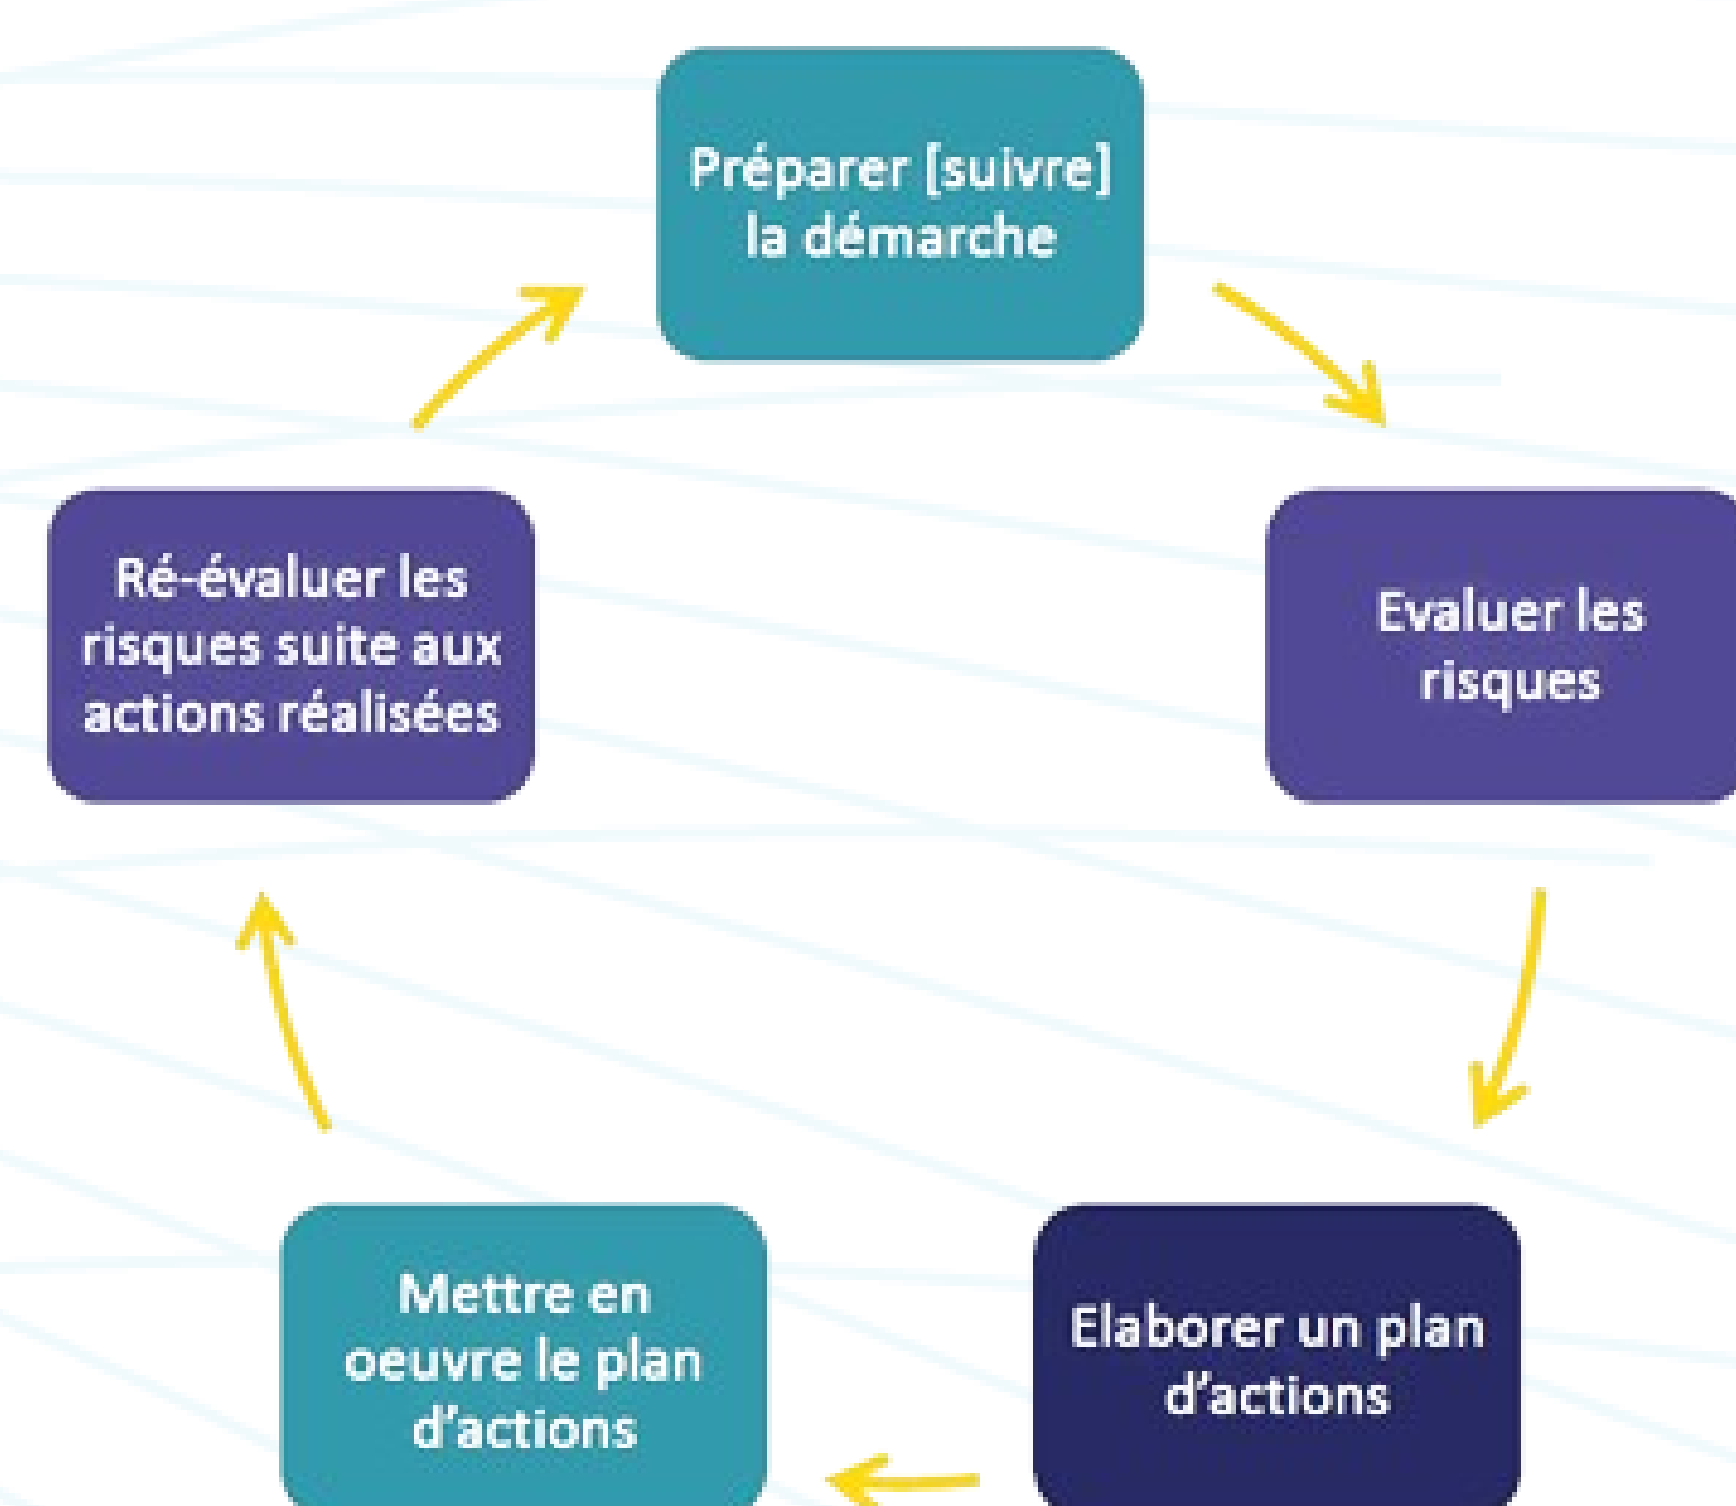 Préparer [suivre]
la démarche
Evaluer les
risques
Elaborer un plan
d'actions
Mettre en
oeuvre le plan
d'actions
Ré-évaluer les
risques suite aux
actions réalisées